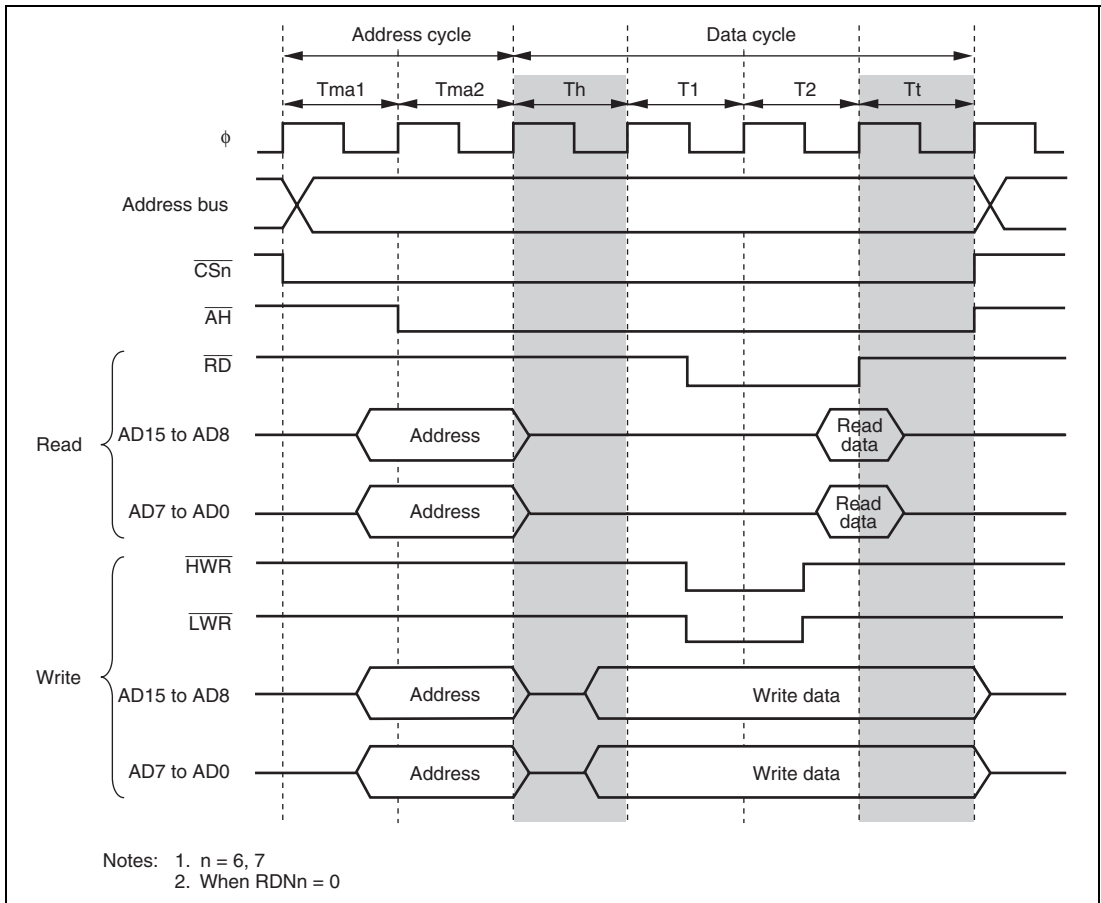 Address cycle Data cycle
Tma1 Tma2 Th T1 T2 Tt
ϕ
Address bus
CSn
AH
RD
Read
AD15 to AD8 Address Read data
AD7 to AD0 Address Read data
HWR
LWR
Write
AD15 to AD8 Address Write data
AD7 to AD0 Address Write data
Notes: 1. n = 6, 7
2. When RDNn = 0